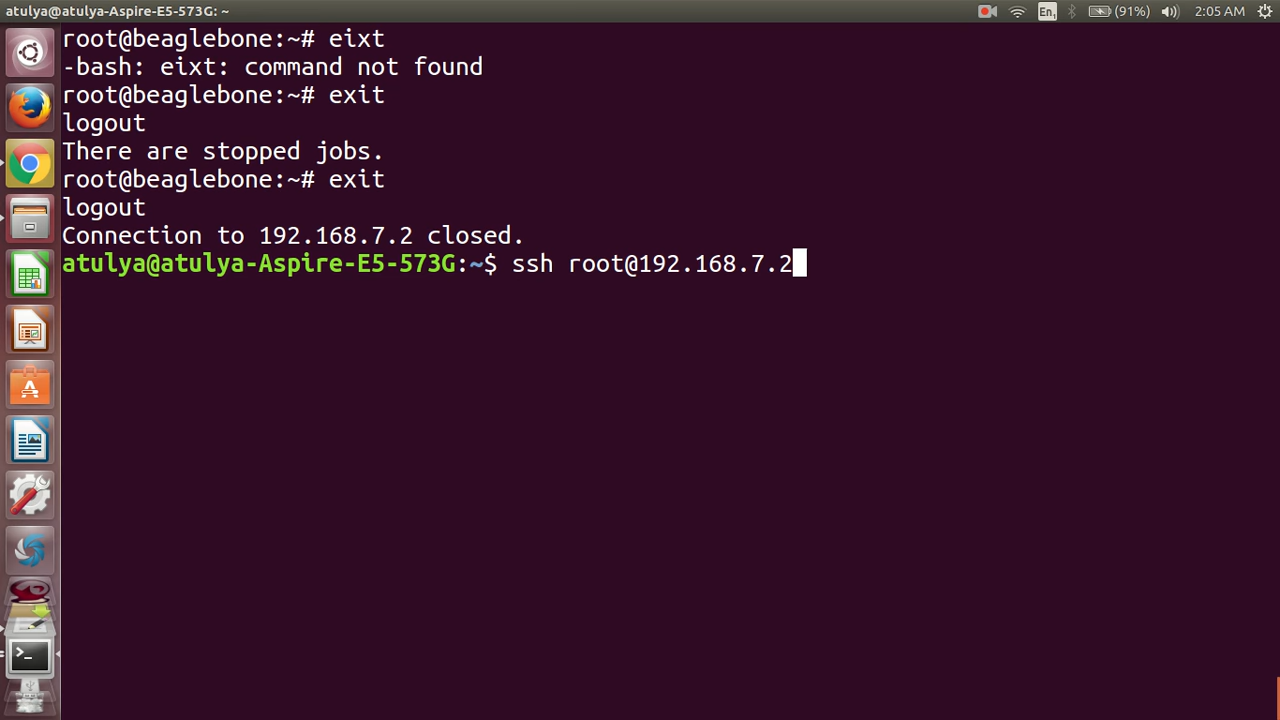 atulya@atulya-Aspire-E5-573G: ~
En1 (91%) 2:05 AM
root@beaglebone:~# eixt
-bash: eixt: command not found
root@beaglebone:~# exit
logout
There are stopped jobs.
root@beaglebone:~# exit
logout
Connection to 192.168.7.2 closed.
atulya@atulya-Aspire-E5-573G:~$ ssh root@192.168.7.2